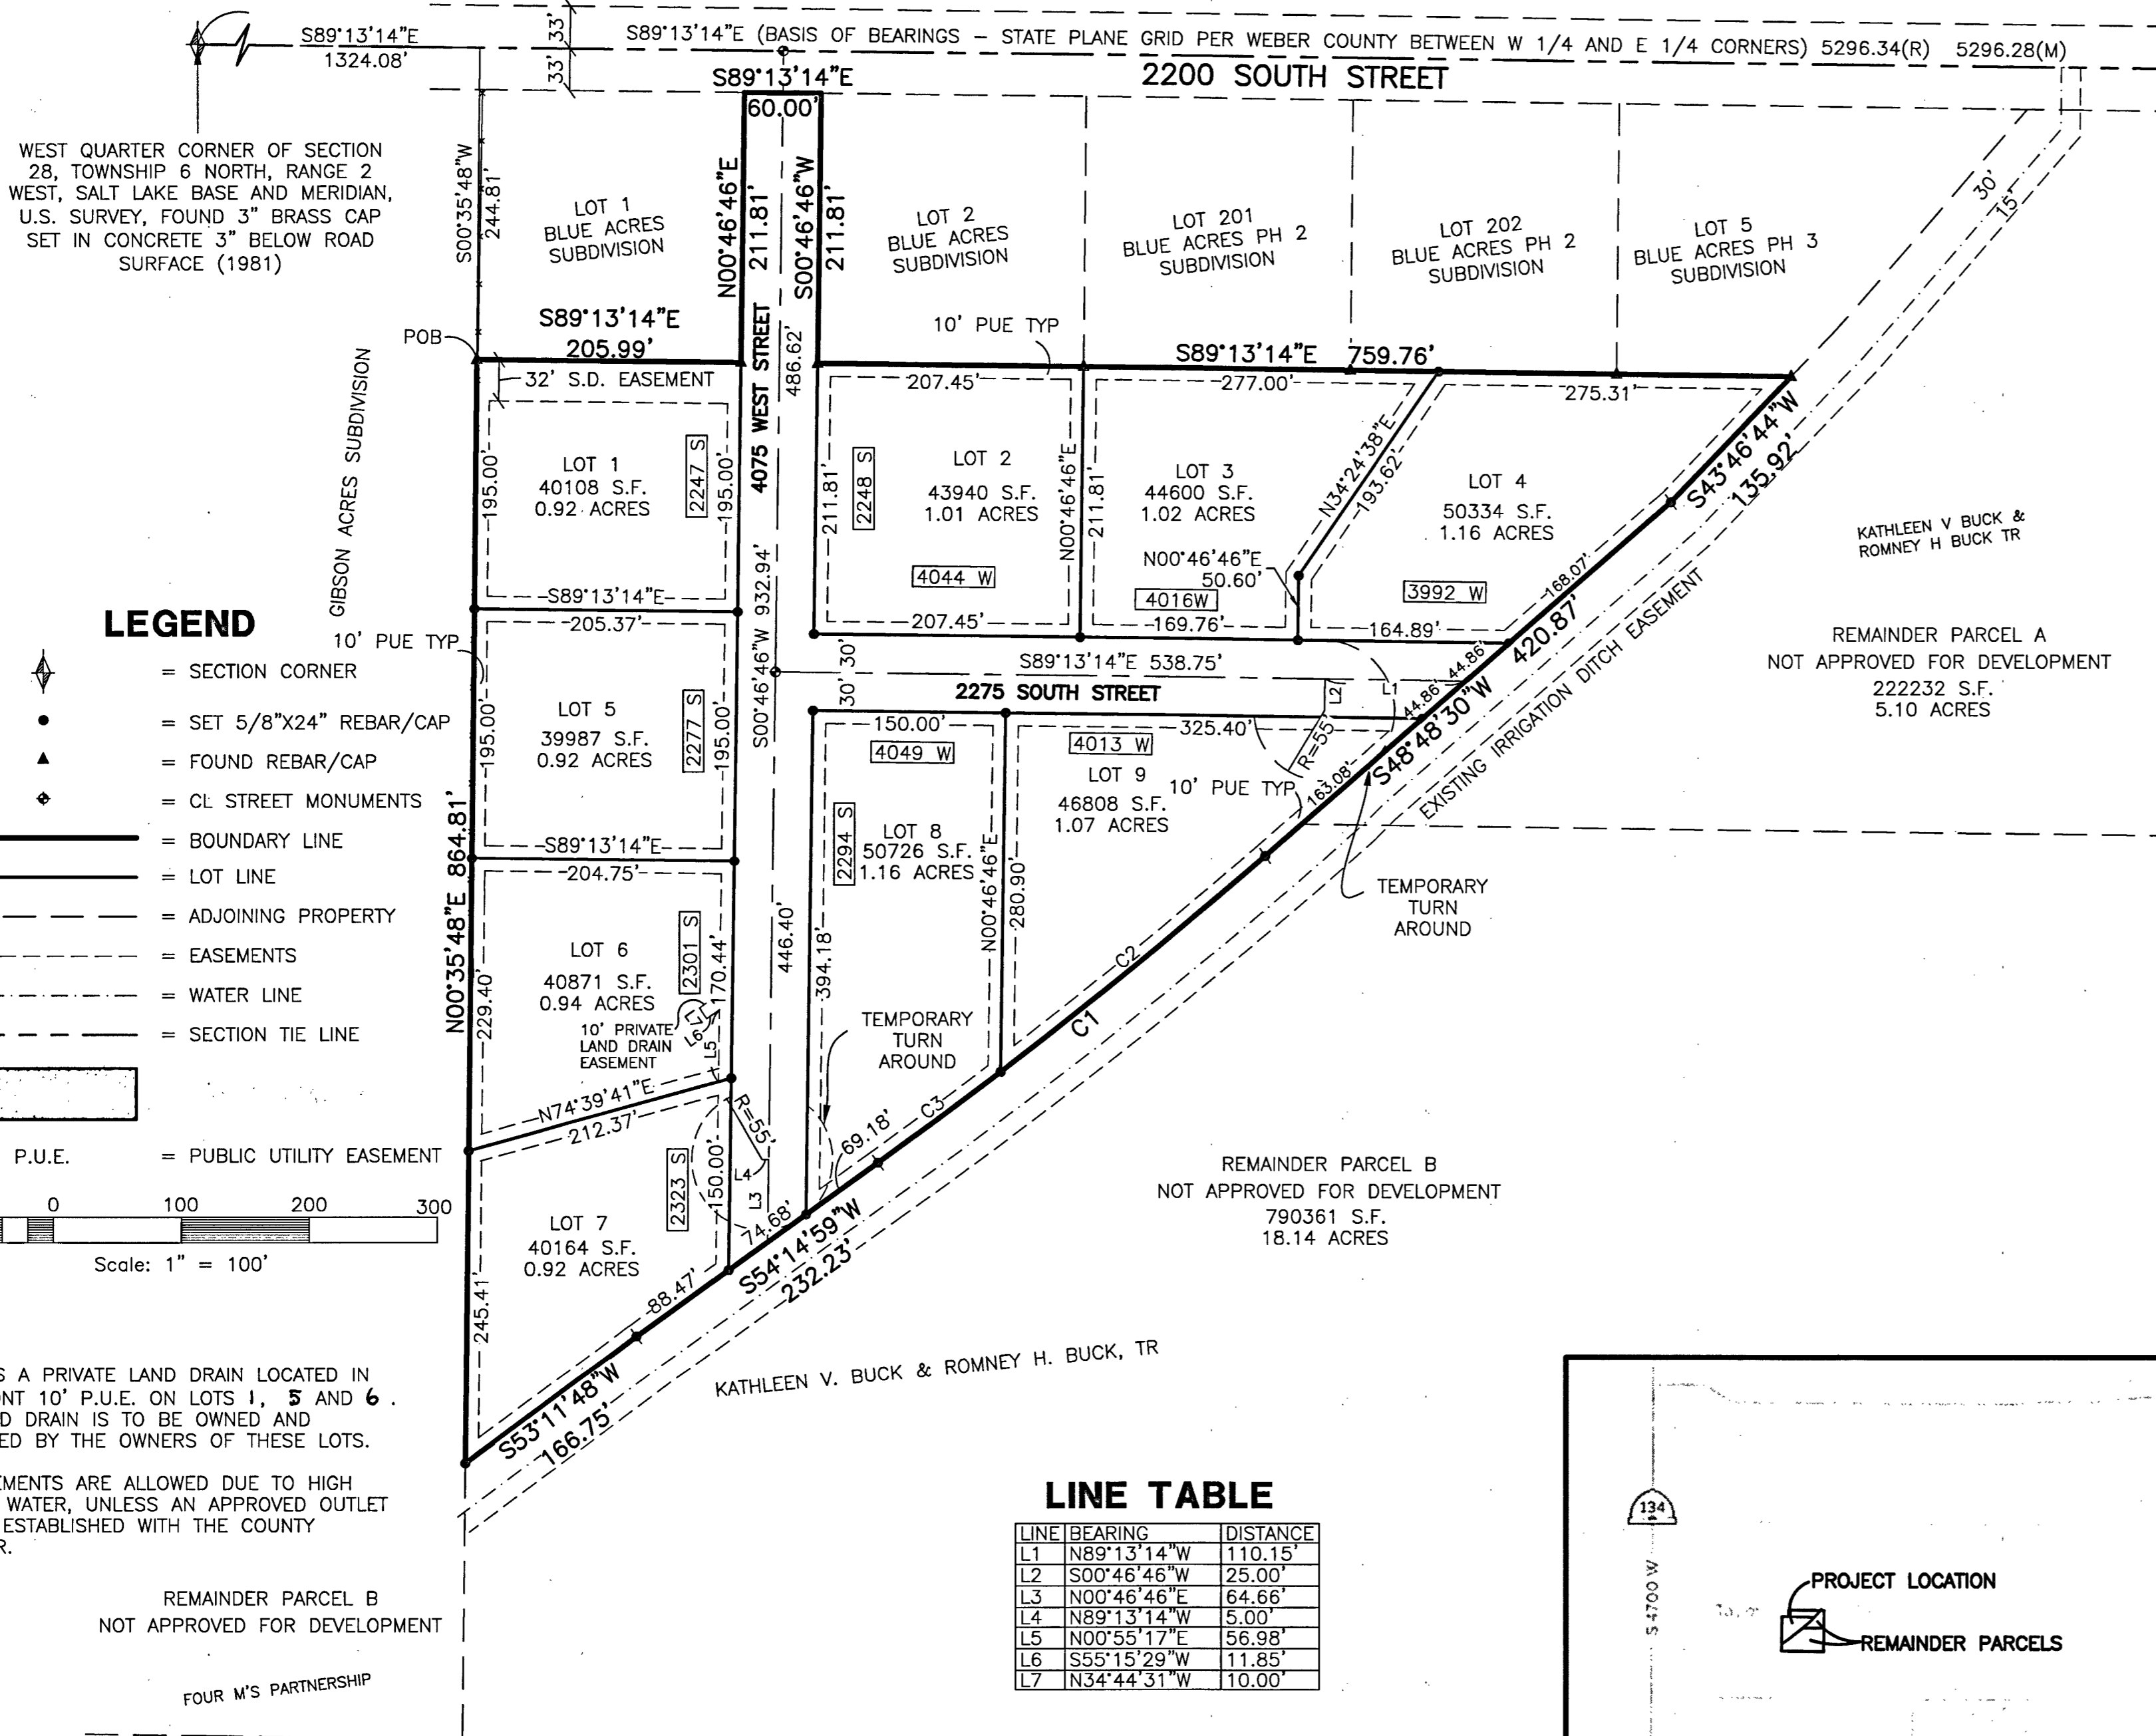 S89°13'14"E
1324.08'
33'
33'
S89°13'14"E (BASIS OF BEARINGS – STATE PLANE GRID PER WEBER COUNTY BETWEEN W 1/4 AND E 1/4 CORNERS) 5296.34(R) 5296.28(M)
2200 SOUTH STREET
S89°13'14"E
60.00'
WEST QUARTER CORNER OF SECTION
28, TOWNSHIP 6 NORTH, RANGE 2
WEST, SALT LAKE BASE AND MERIDIAN,
U.S. SURVEY, FOUND 3" BRASS CAP
SET IN CONCRETE 3" BELOW ROAD
SURFACE (1981)
S00°35'48"W
244.81'
LOT 1
BLUE ACRES
SUBDIVISION
N00°46'46"E
211.81'
S00°46'46"W
211.81'
LOT 2
BLUE ACRES
SUBDIVISION
LOT 201
BLUE ACRES PH 2
SUBDIVISION
LOT 202
BLUE ACRES PH 2
SUBDIVISION
LOT 5
BLUE ACRES PH 3
SUBDIVISION
30'
15'
POB
S89°13'14"E
205.99'
32' S.D. EASEMENT
GIBSON ACRES SUBDIVISION
4075 WEST STREET
486.62'
10' PUE TYP
S89°13'14"E 759.76'
207.45'
277.00'
275.31'
S43°46'44"W
135.92'
195.00'
LOT 1
40108 S.F.
0.92 ACRES
2247 S
195.00'
S89°13'14"E
205.37'
211.81'
2248 S
LOT 2
43940 S.F.
1.01 ACRES
4044 W
207.45'
N00°46'46"E
211.81'
LOT 3
44600 S.F.
1.02 ACRES
N00°46'46"E
50.60'
4016W
169.76'
N34°24'38"E
193.62'
LOT 4
50334 S.F.
1.16 ACRES
3992 W
164.89'
168.07'
420.87'
KATHLEEN V BUCK &
ROMNEY H BUCK TR
REMAINDER PARCEL A
NOT APPROVED FOR DEVELOPMENT
222232 S.F.
5.10 ACRES
EXISTING IRRIGATION DITCH EASEMENT
S00°46'46"W 932.94'
30'
30'
S89°13'14"E 538.75'
2275 SOUTH STREET
L2
L1
R=55'
44.86'
44.86'
S48°48'30"W
LEGEND
= SECTION CORNER
= SET 5/8"X24" REBAR/CAP
= FOUND REBAR/CAP
= CL STREET MONUMENTS
= BOUNDARY LINE
= LOT LINE
= ADJOINING PROPERTY
= EASEMENTS
= WATER LINE
= SECTION TIE LINE
P.U.E. = PUBLIC UTILITY EASEMENT
0 100 200 300
Scale: 1" = 100'
10' PUE TYP
195.00'
LOT 5
39987 S.F.
0.92 ACRES
2277 S
195.00'
S89°13'14"E
204.75'
N00°35'48"E 864.81'
150.00'
4049 W
2294 S
LOT 8
50726 S.F.
1.16 ACRES
394.18'
446.40'
N00°46'46"E
280.90'
325.40'
4013 W
LOT 9
46808 S.F.
1.07 ACRES
10' PUE TYP
163.08'
TEMPORARY
TURN
AROUND
C2
C1
C3
229.40'
LOT 6
40871 S.F.
0.94 ACRES
2301 S
170.44'
10' PRIVATE
LAND DRAIN
EASEMENT
L7
L6
L5
N74°39'41"E
212.37'
TEMPORARY
TURN
AROUND
69.18'
R=55'
L4
L3
74.68'
S54°14'59"W
232.23'
245.41'
LOT 7
40164 S.F.
0.92 ACRES
2323 S
150.00'
88.47'
S53°11'48"W
166.75'
REMAINDER PARCEL B
NOT APPROVED FOR DEVELOPMENT
790361 S.F.
18.14 ACRES
KATHLEEN V. BUCK & ROMNEY H. BUCK, TR
S A PRIVATE LAND DRAIN LOCATED IN
NT 10' P.U.E. ON LOTS 1, 5 AND 6 .
D DRAIN IS TO BE OWNED AND
ED BY THE OWNERS OF THESE LOTS.
EMENTS ARE ALLOWED DUE TO HIGH
WATER, UNLESS AN APPROVED OUTLET
ESTABLISHED WITH THE COUNTY
R.
REMAINDER PARCEL B
NOT APPROVED FOR DEVELOPMENT
FOUR M'S PARTNERSHIP
LINE TABLE
LINE BEARING DISTANCE
L1 N89°13'14"W 110.15'
L2 S00°46'46"W 25.00'
L3 N00°46'46"E 64.66'
L4 N89°13'14"W 5.00'
L5 N00°55'17"E 56.98'
L6 S55°15'29"W 11.85'
L7 N34°44'31"W 10.00'
134
S 4700 W
PROJECT LOCATION
REMAINDER PARCELS